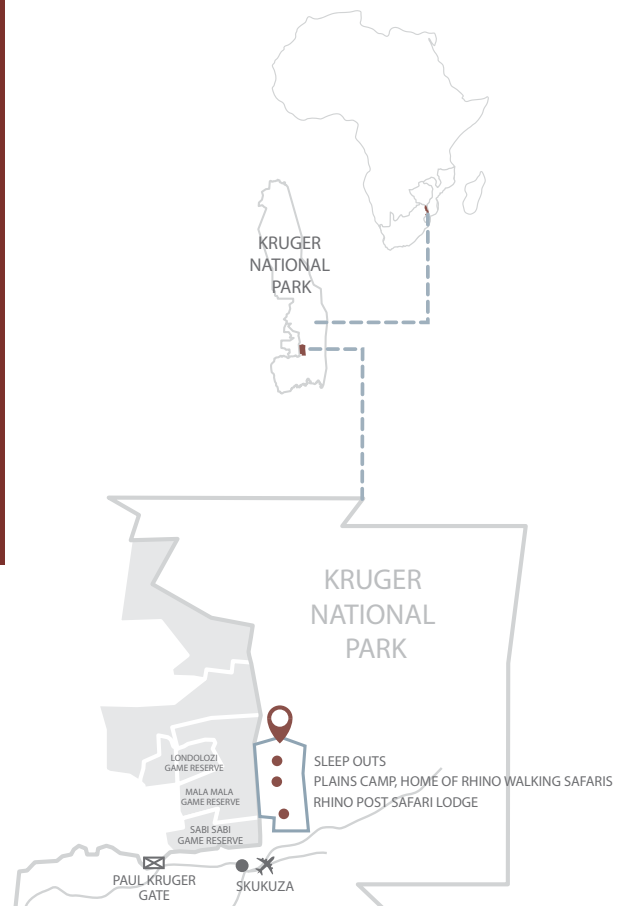 KRUGER
NATIONAL
PARK
KRUGER
NATIONAL
PARK
SLEEP OUTS
PLAINS CAMP, HOME OF RHINO WALKING SAFARIS
RHINO POST SAFARI LODGE
LONDOLOZI
GAME RESERVE
MALA MALA
GAME RESERVE
SABI SABI
GAME RESERVE
PAUL KRUGER
GATE
SKUKUZA